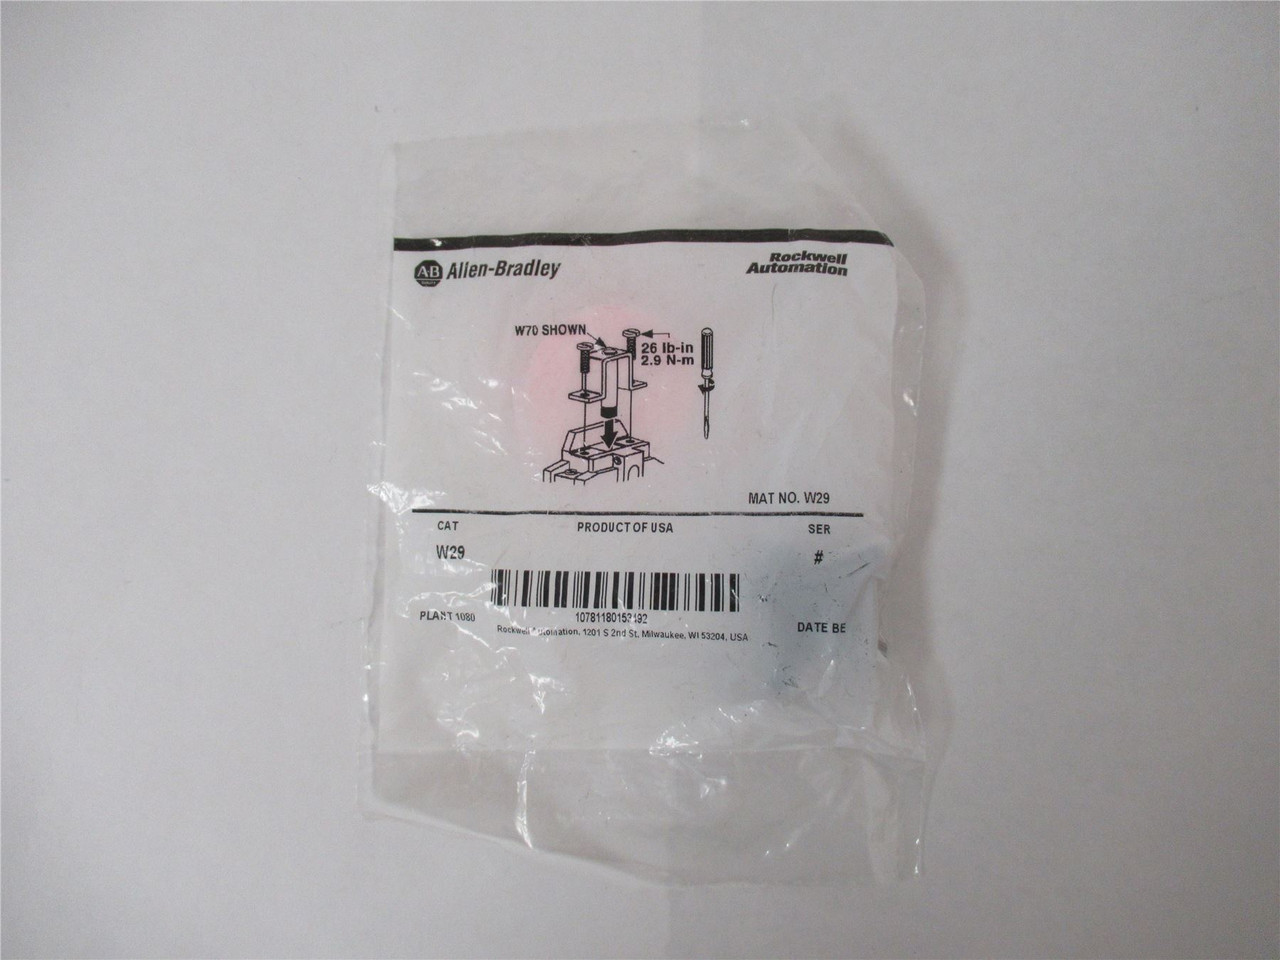 AB Allen-Bradley
Rockwell
Automation
W70 SHOWN
26 lb-in
2.9 N-m
MAT NO. W29
CAT
PRODUCT OF USA
SER
W29
#
PLANT 1080
DATE BE
Rockwell Automation, 1201 S 2nd St, Milwaukee, WI 53204, USA